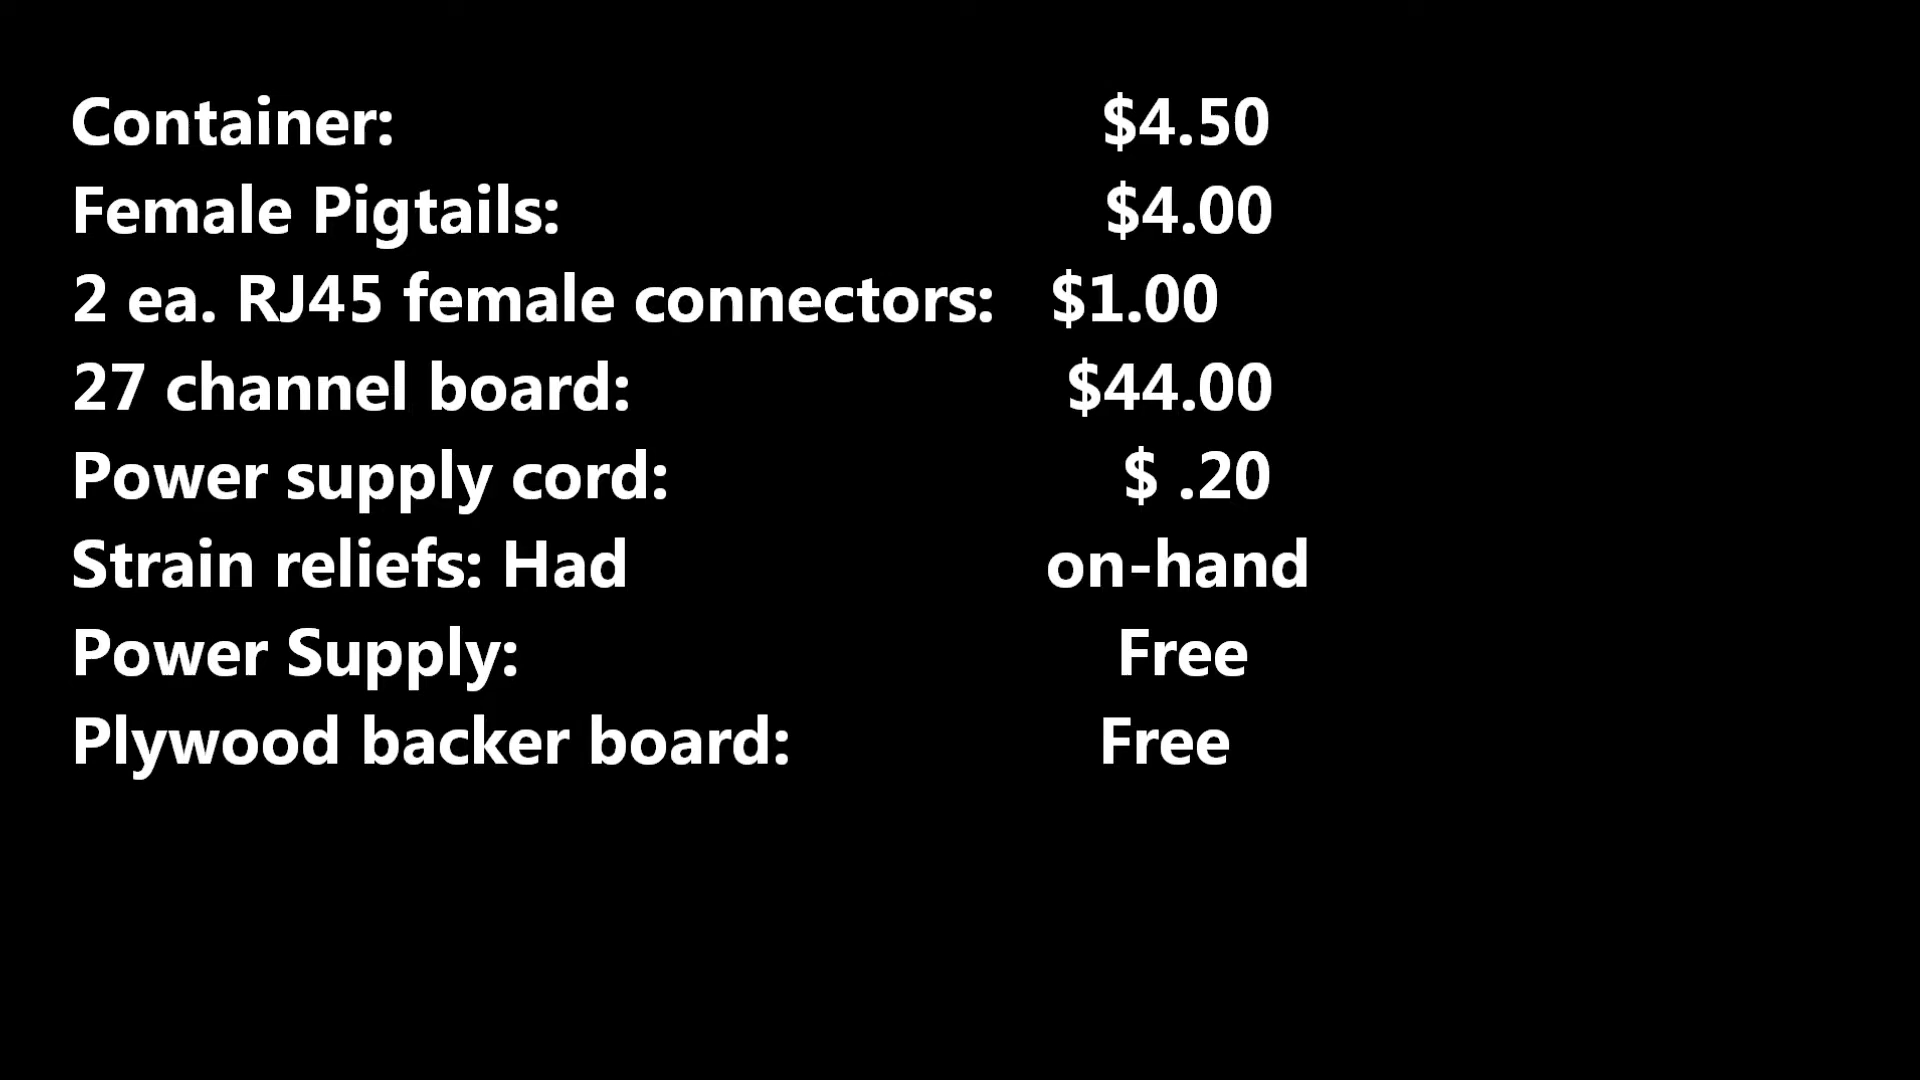 Container: $4.50
Female Pigtails: $4.00
2 ea. RJ45 female connectors: $1.00
27 channel board: $44.00
Power supply cord: $ .20
Strain reliefs: Had on-hand
Power Supply: Free
Plywood backer board: Free